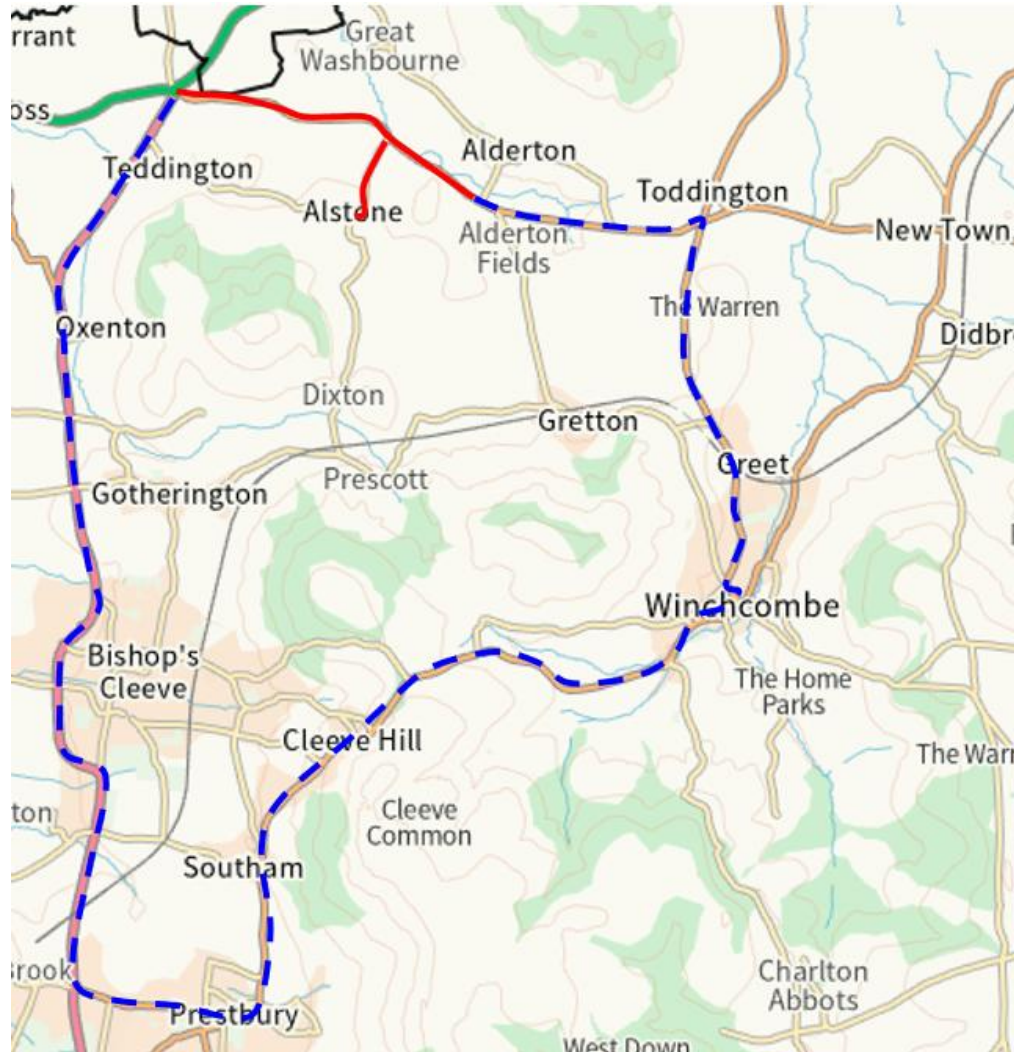 Great
Washbourne
rrant
oss
Teddington
Alderton
Toddington
Alstone
Alderton
Fields
New Town,
The Warren
Oxenton
Didbr
Dixton
Gretton
Greet
Prescott
Gotherington
Winchcombe
Bishop's
Cleeve
The Home
Parks
Cleeve Hill
The Warr
Cleeve
Common
ton
Southam
Charlton
Abbots
brook
Prestbury
West Down